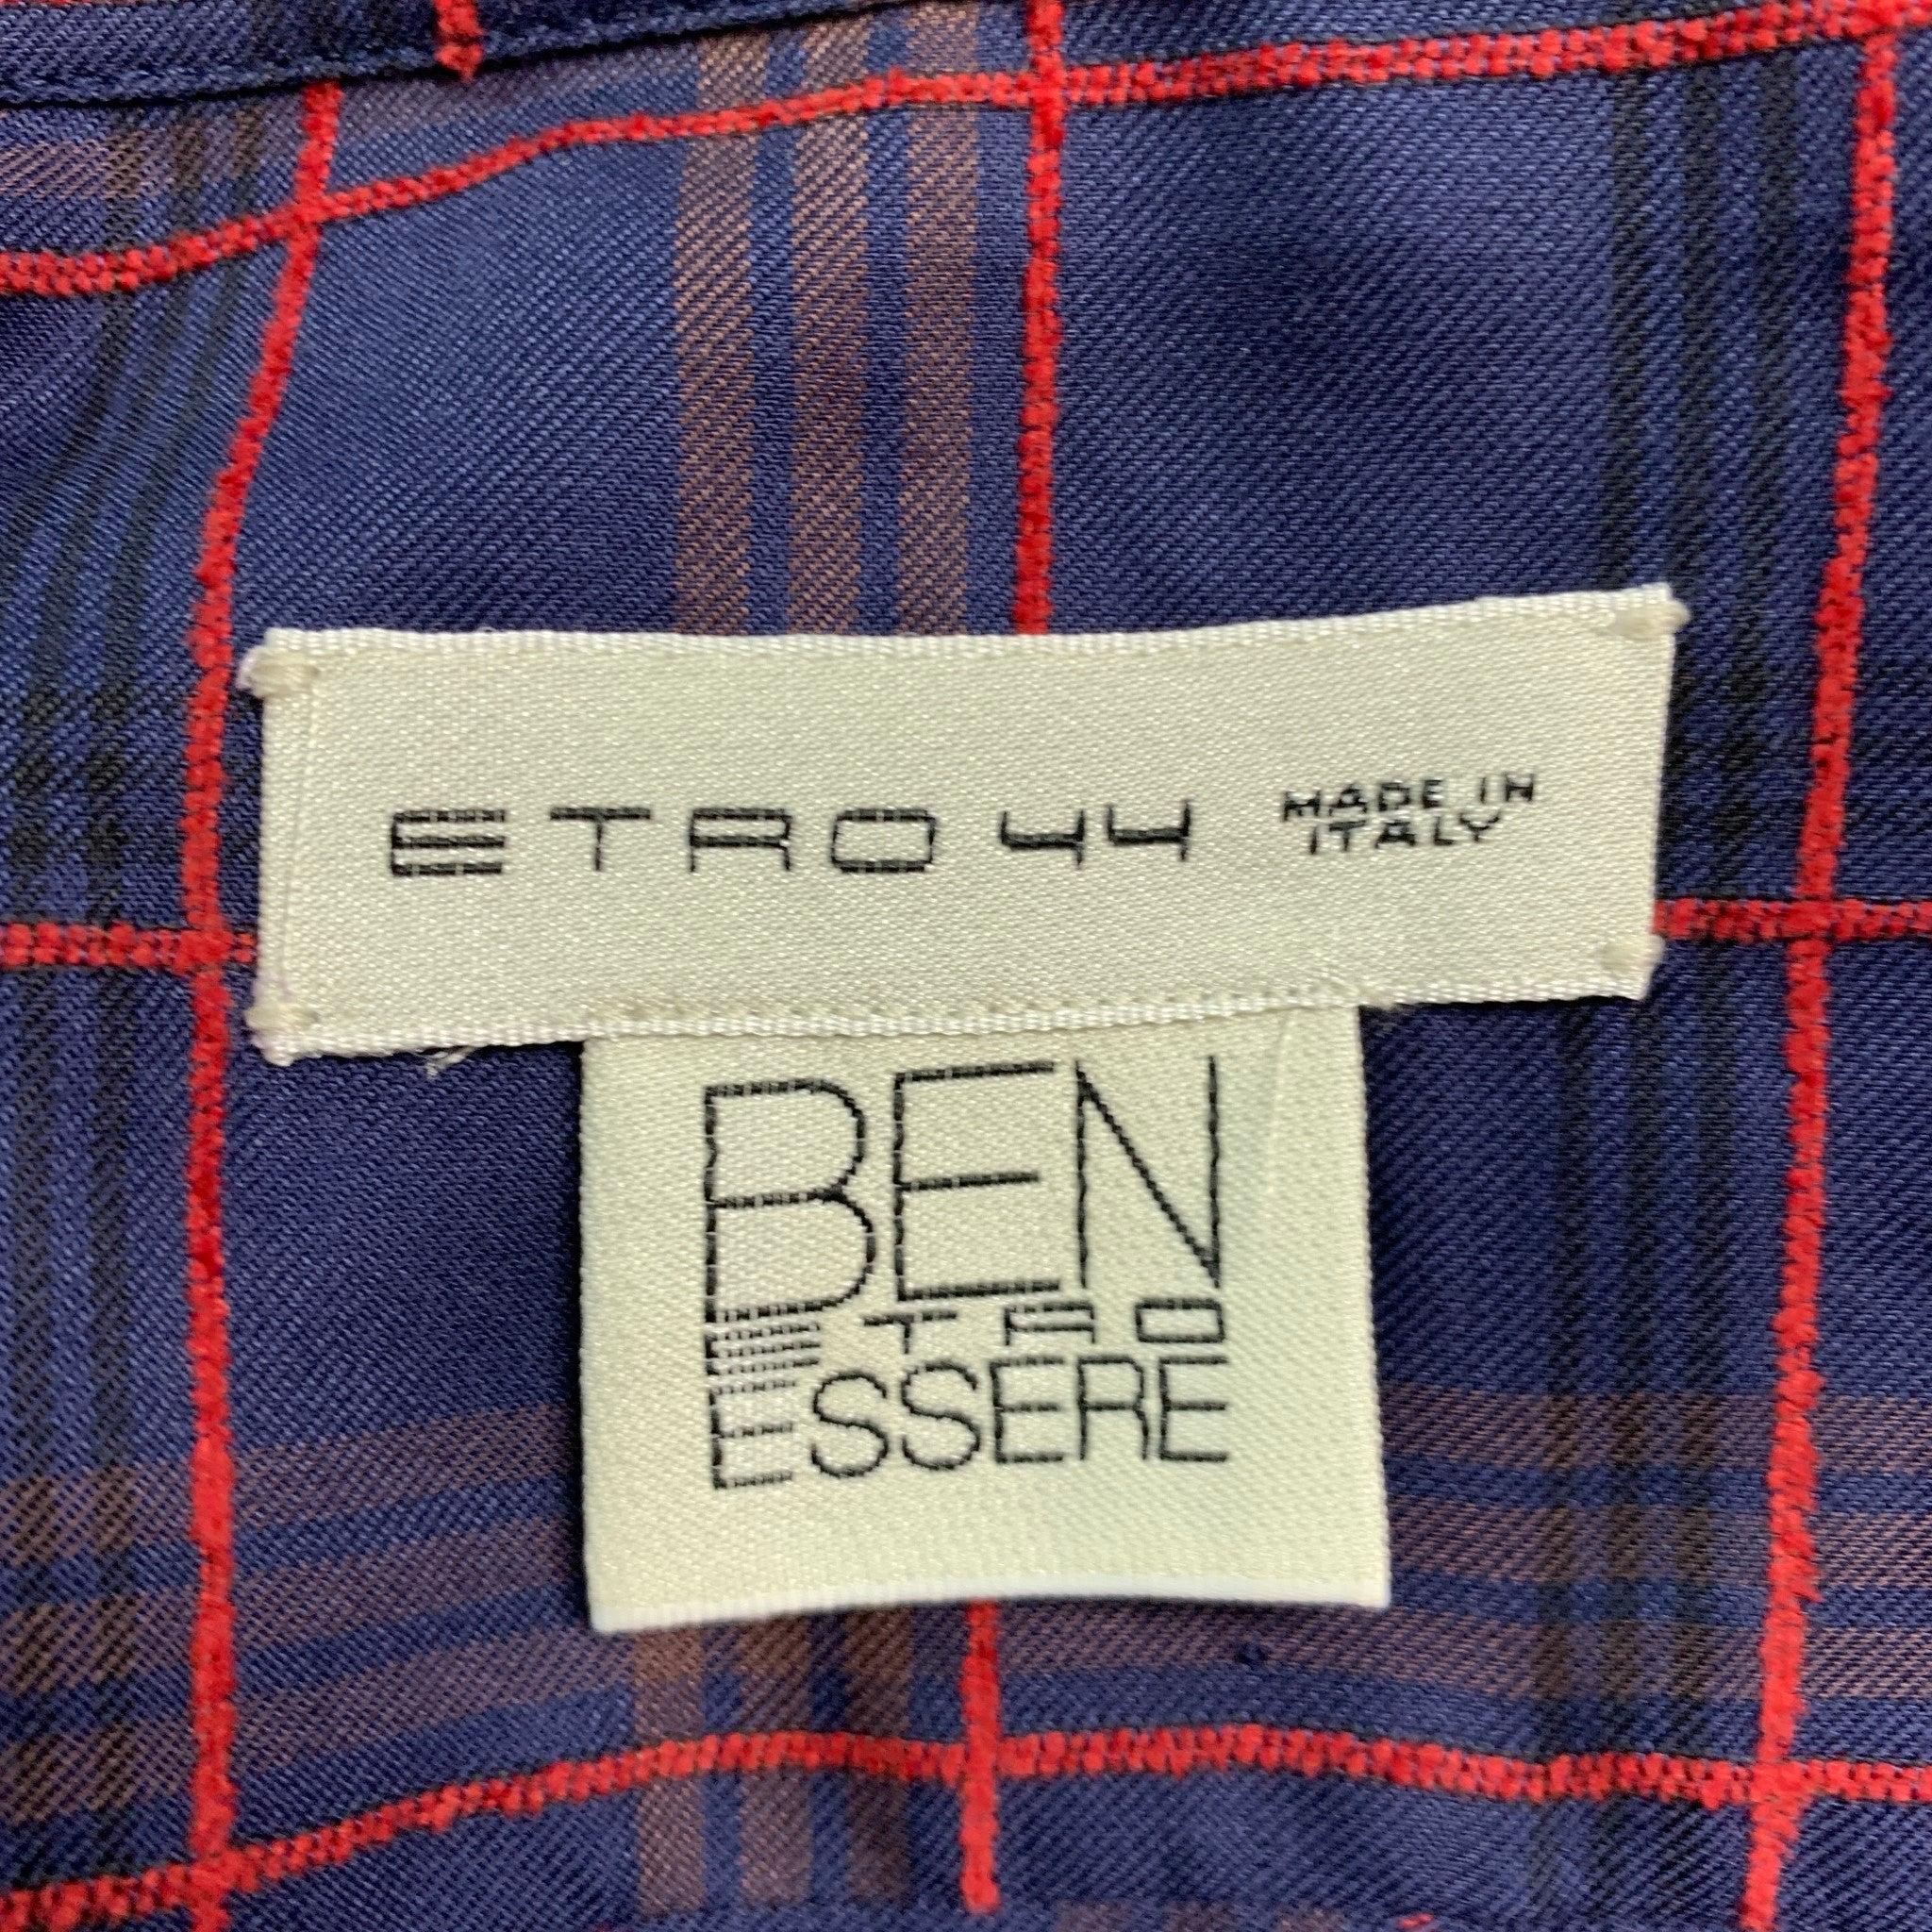 ETRO 44 MADE IN
ITALY
BEN
ETRO
ESSERE